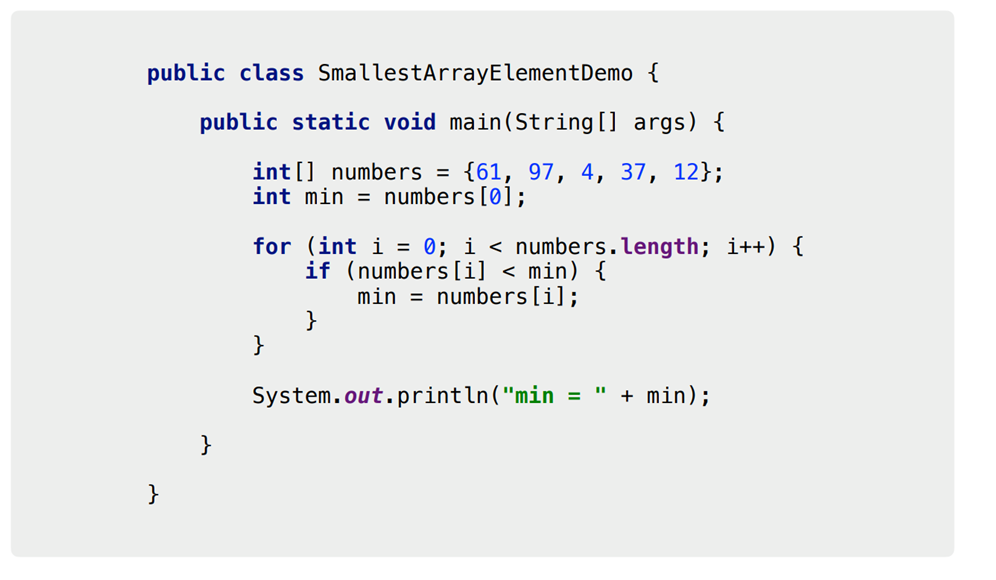 public class SmallestArrayElementDemo {
public static void main(String[] args) {
int[] numbers = {61, 97, 4, 37, 12};
int min = numbers[0];
for (int i = 0; i < numbers.length; i++) {
if (numbers[i] < min) {
min = numbers[i];
}
}
System.out.println("min = " + min);
}
}